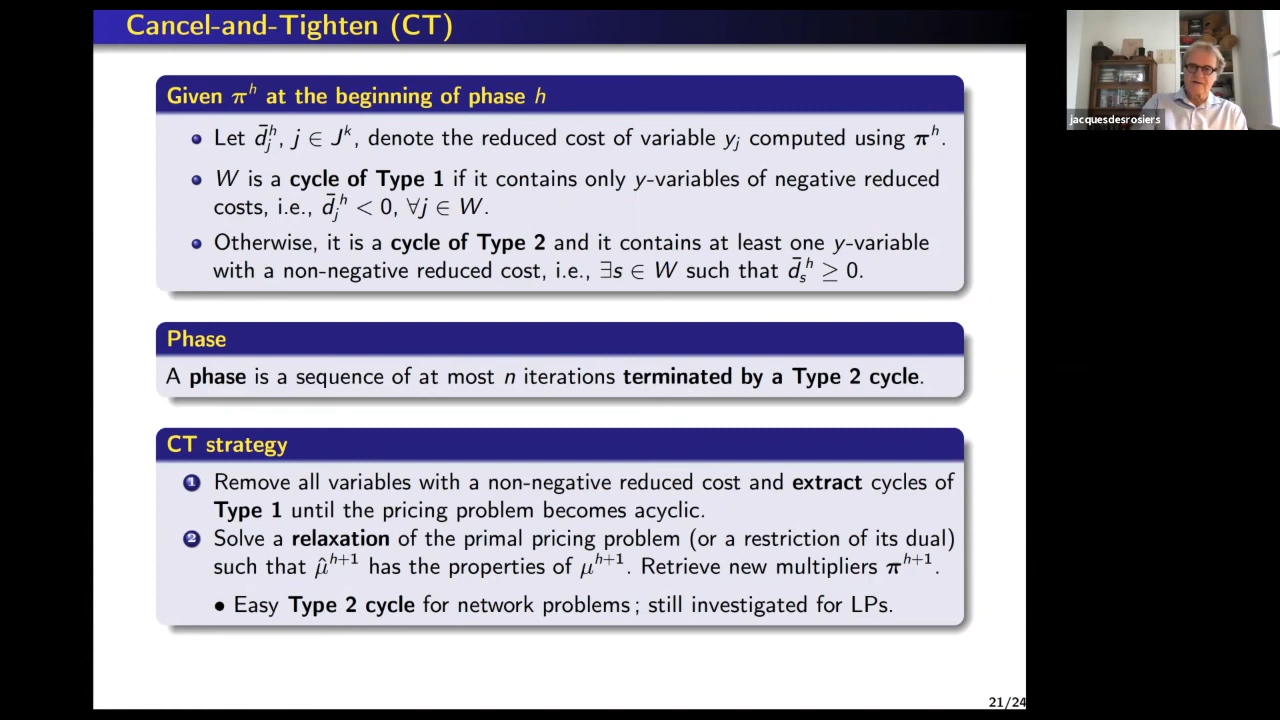 Cancel-and-Tighten (CT)
Given π^h at the beginning of phase h
• Let d̄_j^h, j ∈ J^k, denote the reduced cost of variable y_j computed using π^h.
• W is a cycle of Type 1 if it contains only y-variables of negative reduced
costs, i.e., d̄_j^h < 0, ∀j ∈ W.
• Otherwise, it is a cycle of Type 2 and it contains at least one y-variable
with a non-negative reduced cost, i.e., ∃s ∈ W such that d̄_s^h ≥ 0.
Phase
A phase is a sequence of at most n iterations terminated by a Type 2 cycle.
CT strategy
1 Remove all variables with a non-negative reduced cost and extract cycles of
Type 1 until the pricing problem becomes acyclic.
2 Solve a relaxation of the primal pricing problem (or a restriction of its dual)
such that μ̂^{h+1} has the properties of μ^{h+1}. Retrieve new multipliers π^{h+1}.
• Easy Type 2 cycle for network problems ; still investigated for LPs.
21/24
jacquesdesrosiers